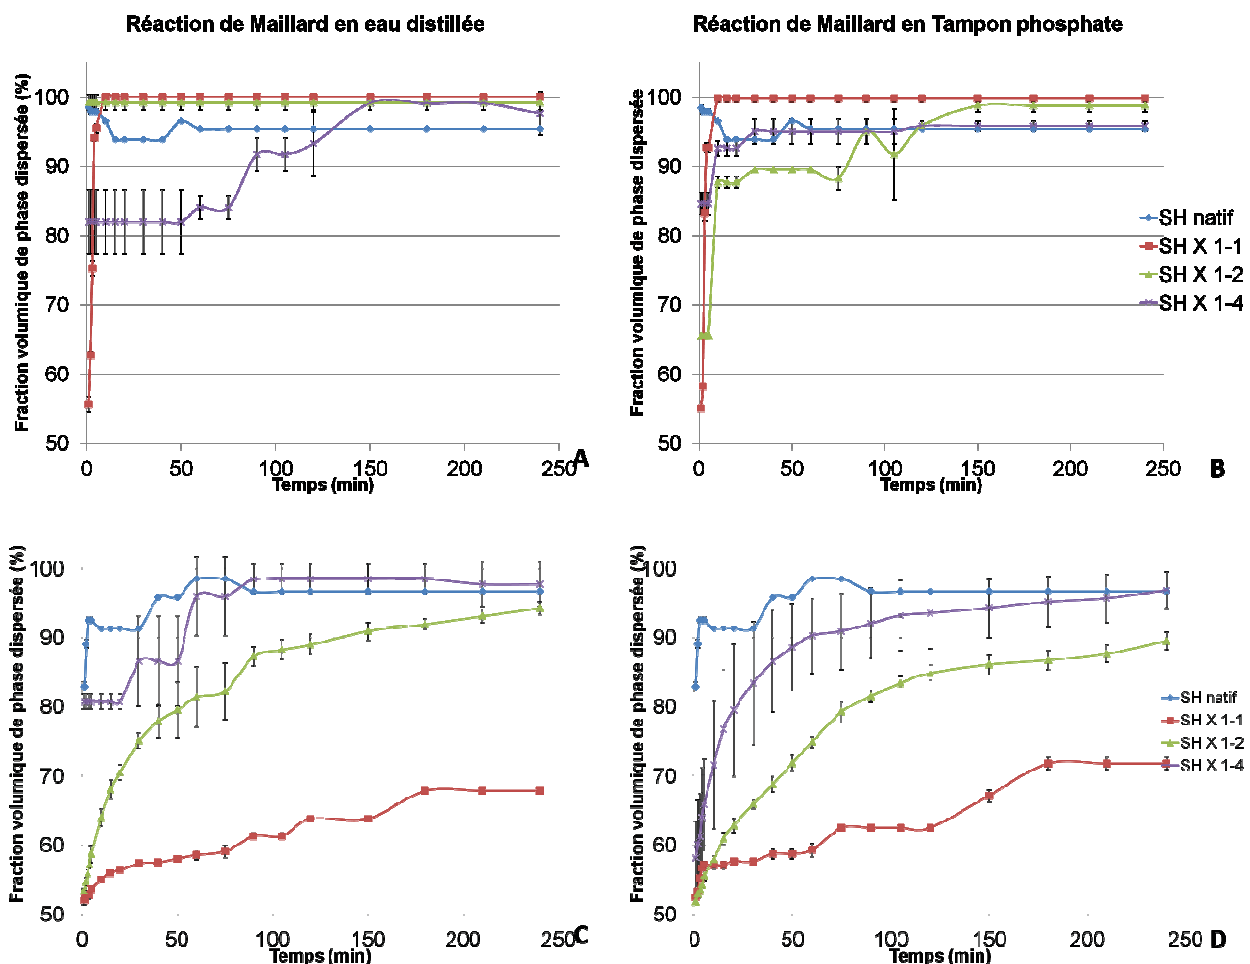 Réaction de Maillard en eau distillée
Réaction de Maillard en Tampon phosphate
Fraction volumique de phase dispersée (%)
100
90
80
70
60
50
0
50
100
150
200
250
Temps (min)
A
Fraction volumique de phase dispersée
100
90
80
70
60
50
0
50
100
150
200
250
Temps (min)
B
SH natif
SH X 1-1
SH X 1-2
SH X 1-4
Fraction volumique de phase dispersée (%)
100
90
80
70
60
50
0
50
100
150
200
250
Temps (min)
C
Fraction volumique de phase dispersée (%)
100
90
80
70
60
50
0
50
100
150
200
250
Temps (min)
D
SH natif
SH X 1-1
SH X 1-2
SH X 1-4